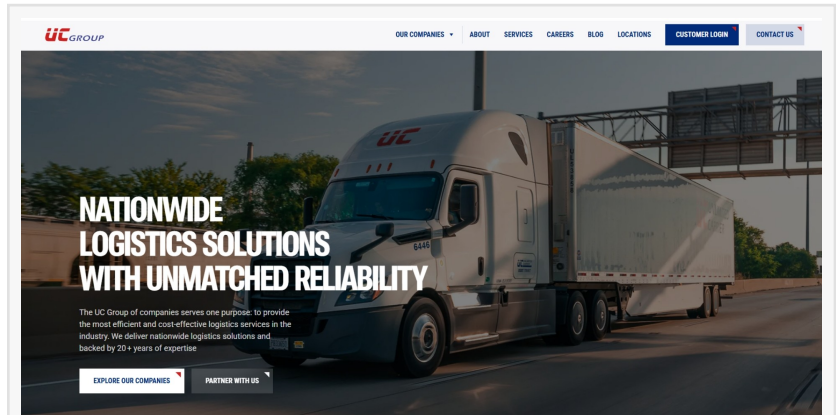 UC GROUP
OUR COMPANIES
ABOUT
SERVICES
CAREERS
BLOG
LOCATIONS
CUSTOMER LOGIN
CONTACT US
UC
6446
NATIONWIDE
LOGISTICS SOLUTIONS
WITH UNMATCHED RELIABILITY
The UC Group of companies serves one purpose: to provide
the most efficient and cost-effective logistics services in the
industry. We deliver nationwide logistics solutions and
backed by 20+ years of expertise
EXPLORE OUR COMPANIES
PARTNER WITH US